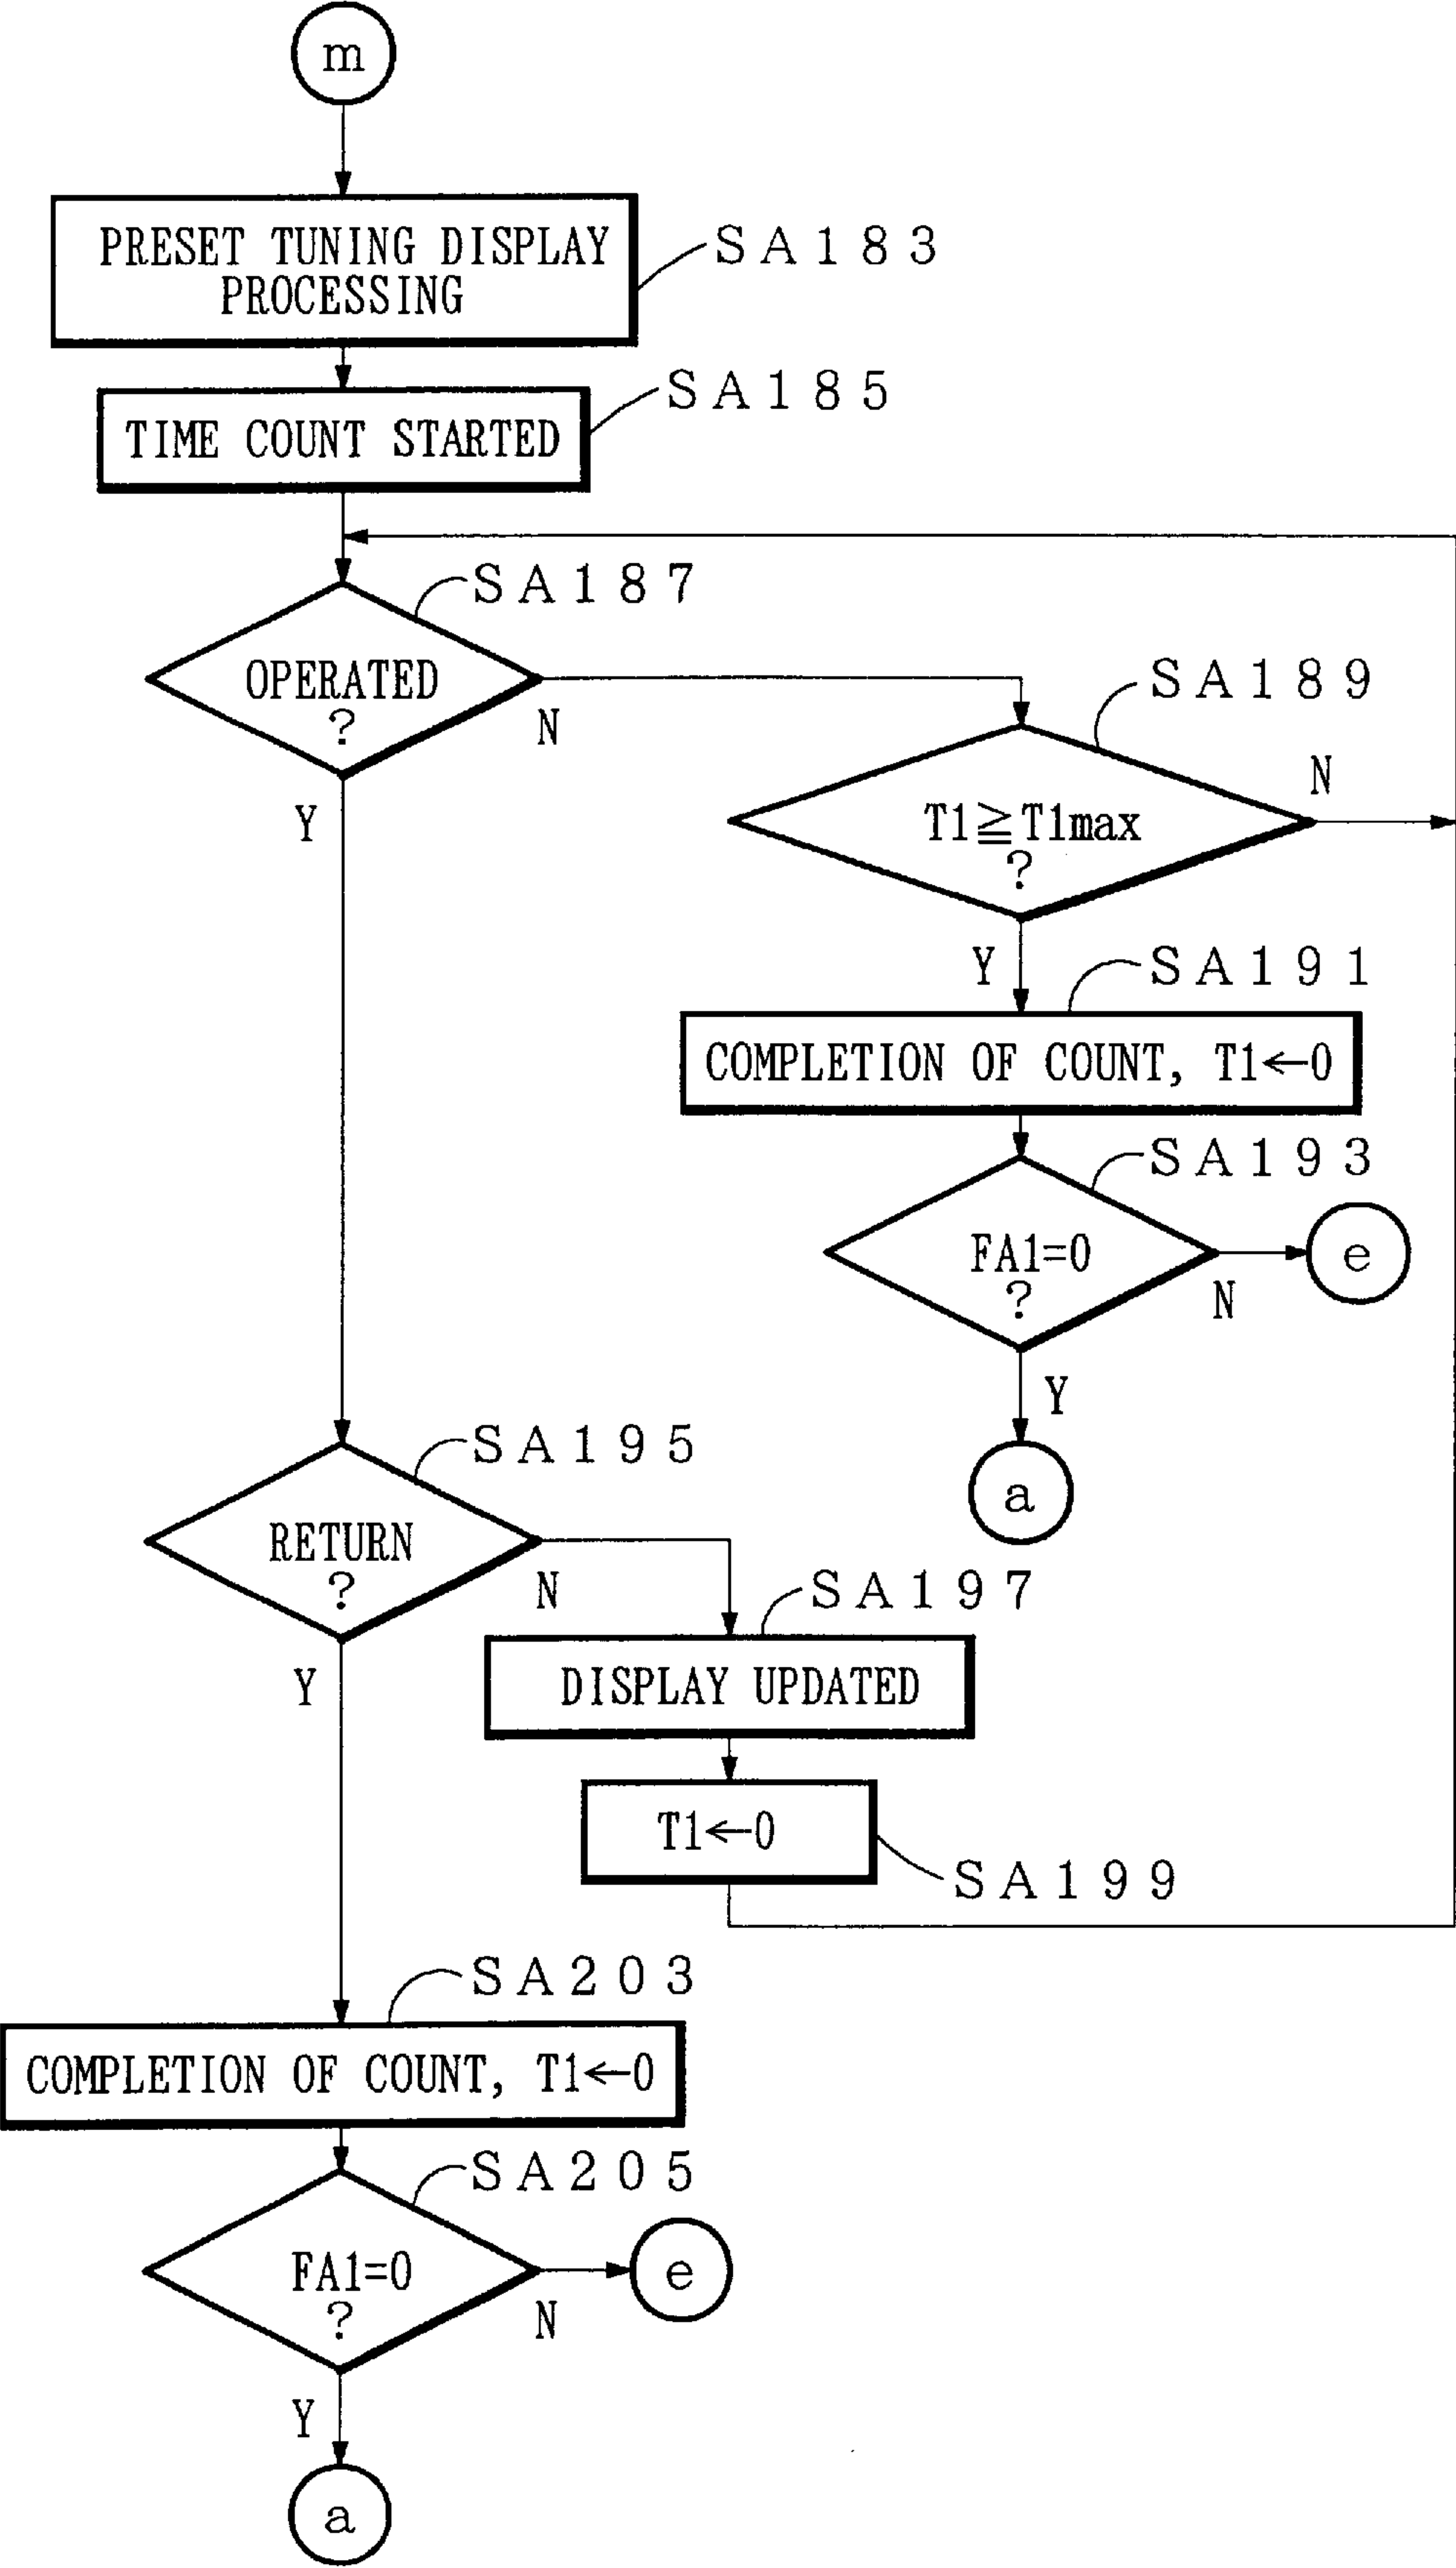 m
PRESET TUNING DISPLAY
PROCESSING
SA183
TIME COUNT STARTED
SA185
SA187
OPERATED
?
N
Y
SA189
T1≧T1max
?
N
Y
SA191
COMPLETION OF COUNT, T1←0
SA193
FA1=0
?
N
e
Y
a
SA195
RETURN
?
N
Y
SA197
DISPLAY UPDATED
T1←0
SA199
SA203
COMPLETION OF COUNT, T1←0
SA205
FA1=0
?
N
e
Y
a